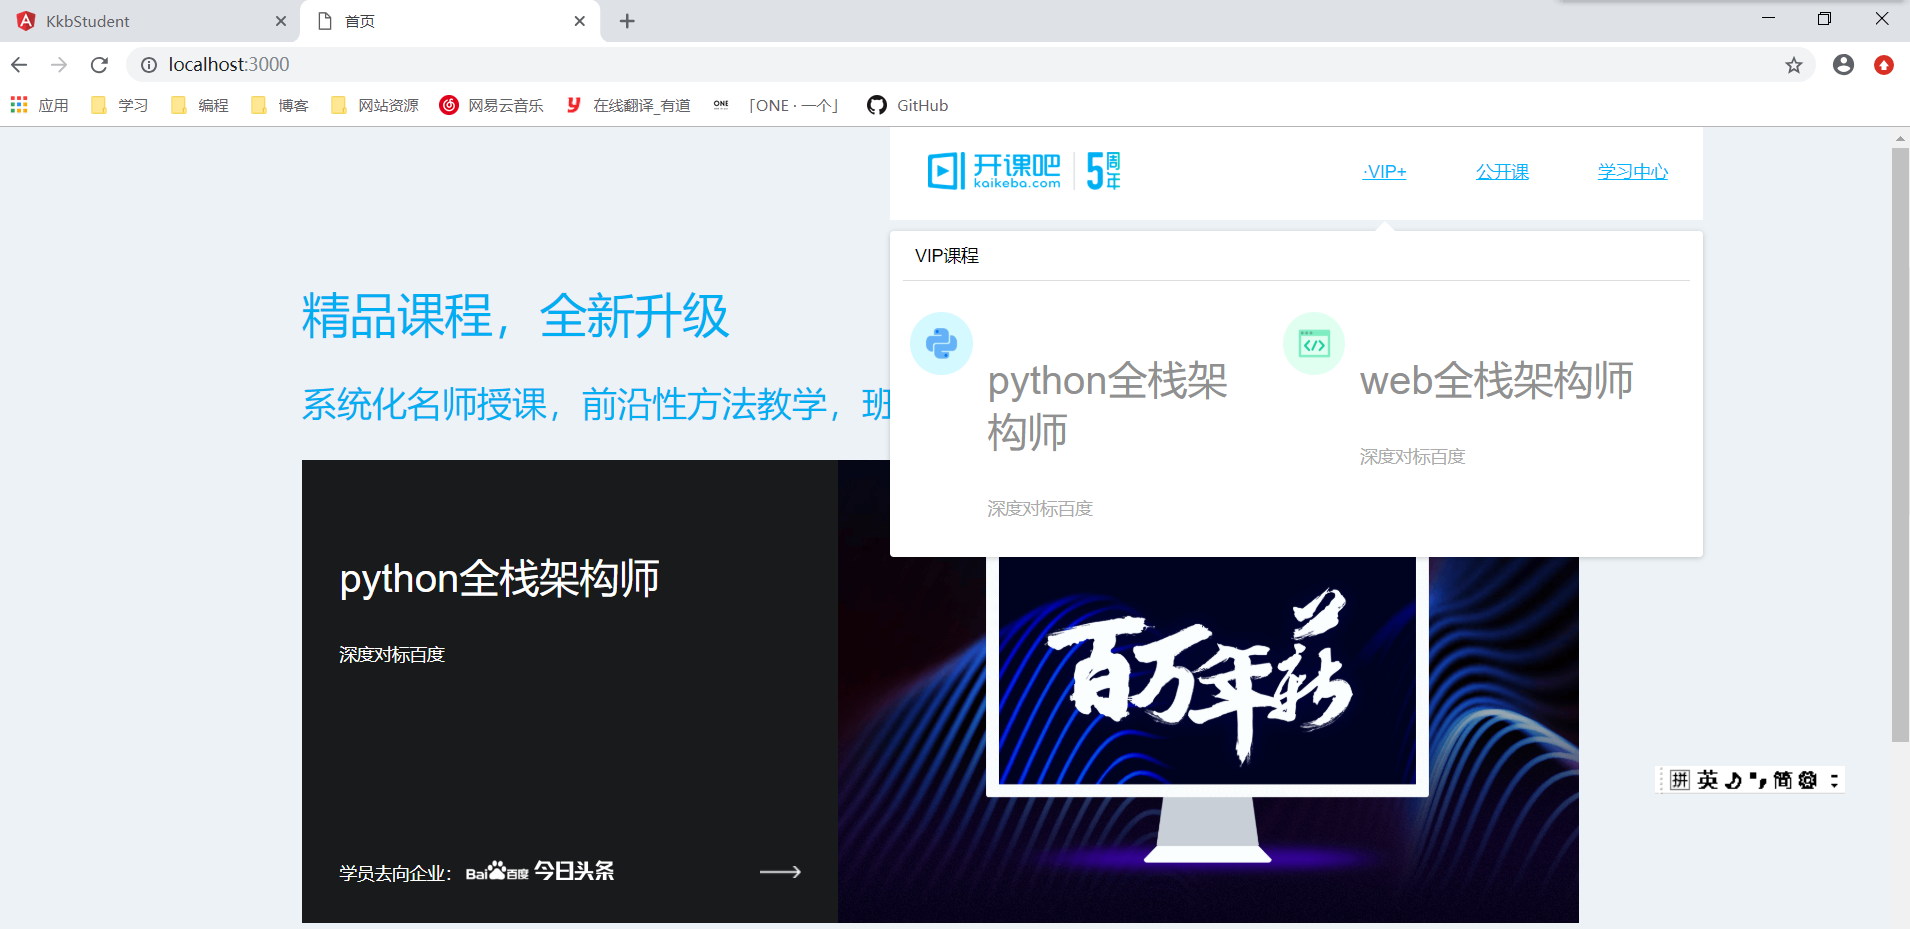 KkbStudent
首页
localhost:3000
应用
学习
编程
博客
网站资源
网易云音乐
在线翻译_有道
ONE
「ONE · 一个」
GitHub
开课吧
kaikeba.com
5周年
·VIP+
公开课
学习中心
VIP课程
python全栈架
构师
深度对标百度
web全栈架构师
深度对标百度
精品课程，全新升级
系统化名师授课，前沿性方法教学，班
python全栈架构师
深度对标百度
学员去向企业：
Bai百度 今日头条
百万年薪
拼 英 简